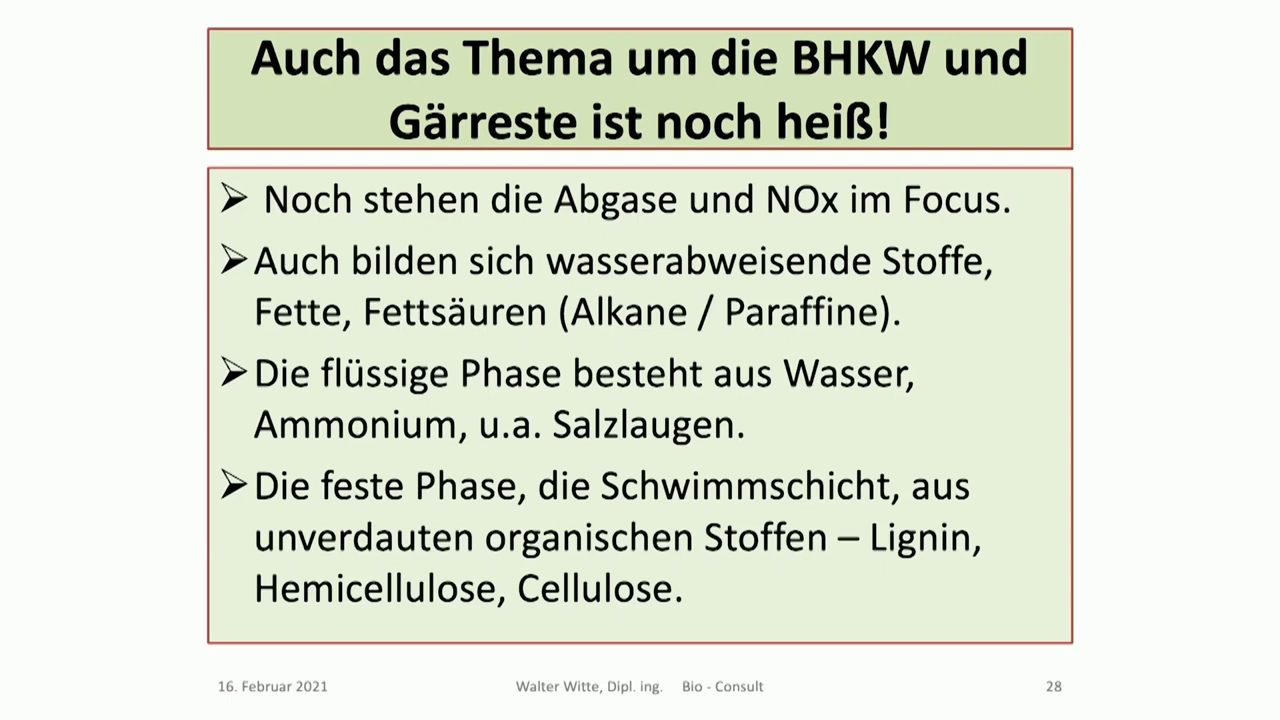 Auch das Thema um die BHKW und
Gärreste ist noch heiß!
➢ Noch stehen die Abgase und NOx im Focus.
➢ Auch bilden sich wasserabweisende Stoffe,
Fette, Fettsäuren (Alkane / Paraffine).
➢ Die flüssige Phase besteht aus Wasser,
Ammonium, u.a. Salzlaugen.
➢ Die feste Phase, die Schwimmschicht, aus
unverdauten organischen Stoffen – Lignin,
Hemicellulose, Cellulose.
16. Februar 2021 Walter Witte, Dipl. ing. Bio - Consult 28